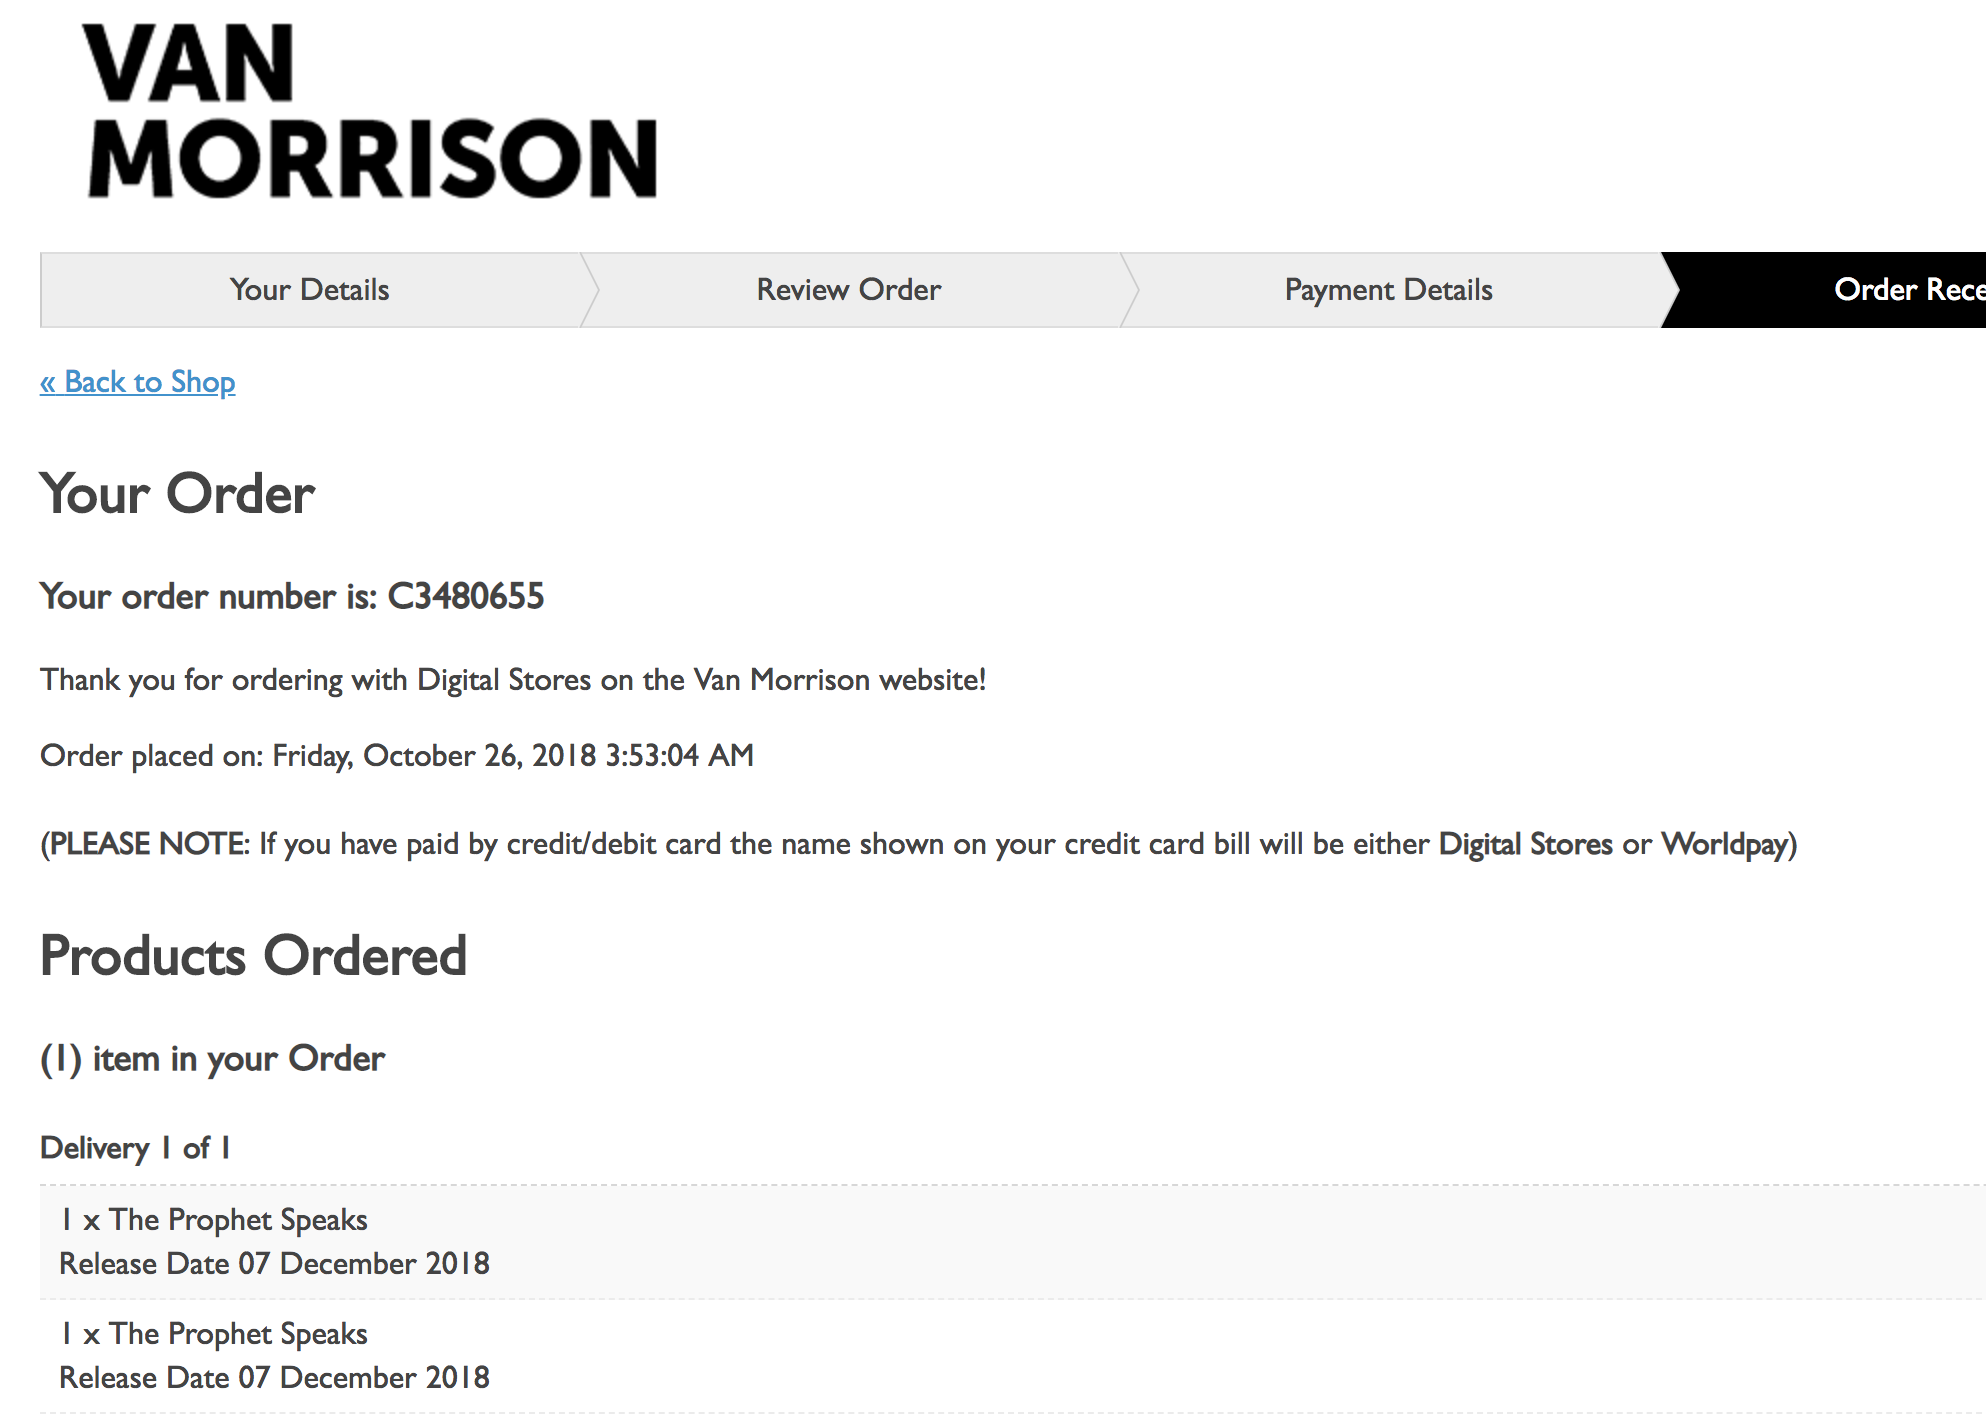 VAN
MORRISON
Your Details
Review Order
Payment Details
Order
« Back to Shop
Your Order
Your order number is: C3480655
Thank you for ordering with Digital Stores on the Van Morrison website!
Order placed on: Friday, October 26, 2018 3:53:04 AM
(PLEASE NOTE: If you have paid by credit/debit card the name shown on your credit card bill will be either Digital Stores or Worldpay)
Products Ordered
(1) item in your Order
Delivery 1 of 1
1 x The Prophet Speaks
Release Date 07 December 2018
1 x The Prophet Speaks
Release Date 07 December 2018